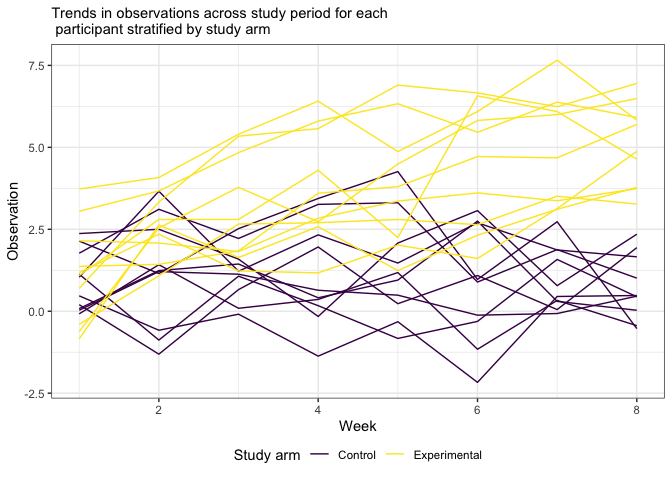 Trends in observations across study period for each
participant stratified by study arm
7.5
5.0
2.5
0.0
-2.5
Observation
2 4 6 8
Week
Study arm Control Experimental